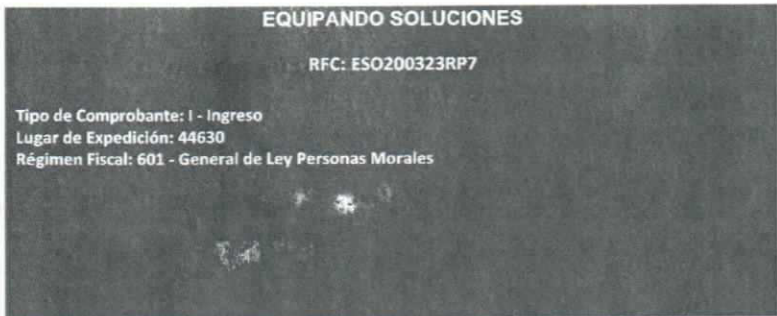 EQUIPANDO SOLUCIONES
RFC: ESO200323RP7
Tipo de Comprobante: I - Ingreso
Lugar de Expedición: 44630
Régimen Fiscal: 601 - General de Ley Personas Morales